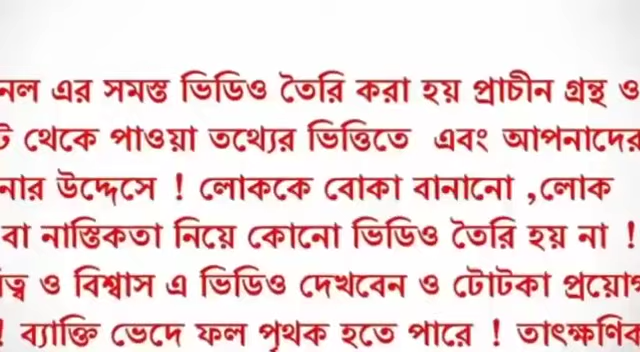 নল এর সমস্ত ভিডিও তৈরি করা হয় প্রাচীন গ্রন্থ ও
ট থেকে পাওয়া তথ্যের ভিত্তিতে এবং আপনাদের
নার উদ্দেসে ! লোককে বোকা বানানো ,লোক
বা নাস্তিকতা নিয়ে কোনো ভিডিও তৈরি হয় না !
ত্ব ও বিশ্বাস এ ভিডিও দেখবেন ও টোটকা প্রয়োগ
! ব্যাক্তি ভেদে ফল পৃথক হতে পারে ! তাৎক্ষণিক